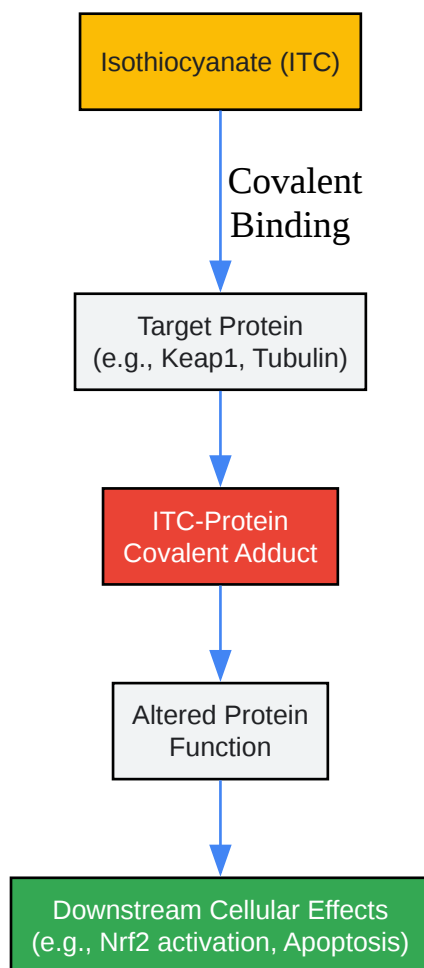 Isothiocyanate (ITC)
Covalent
Binding
Target Protein
(e.g., Keap1, Tubulin)
ITC-Protein
Covalent Adduct
Altered Protein
Function
Downstream Cellular Effects
(e.g., Nrf2 activation, Apoptosis)